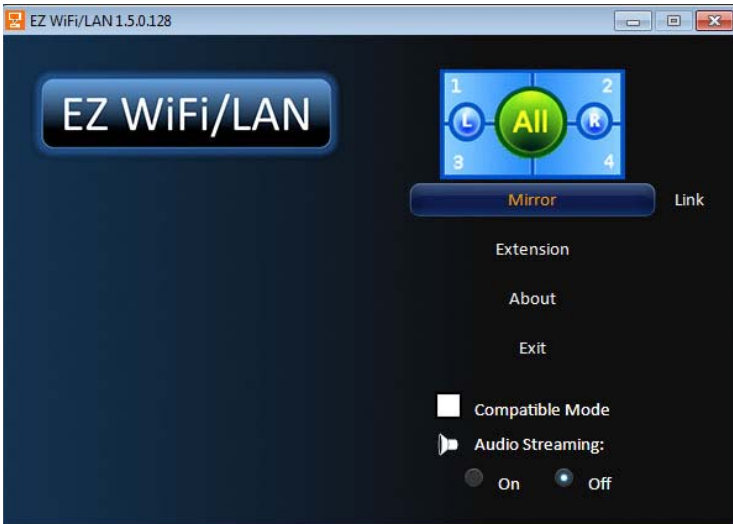 EZ WiFi/LAN 1.5.0.128
EZ WiFi/LAN
1 2
L All R
3 4
Mirror Link
Extension
About
Exit
Compatible Mode
Audio Streaming:
On Off